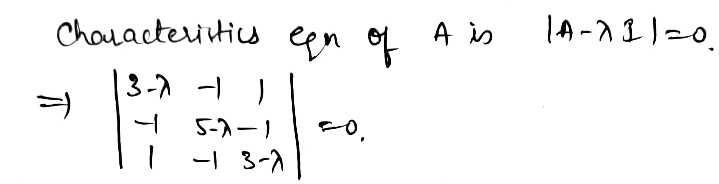 Characteristics eqn of A is |A-λI|=0.
⇒ |3-λ -1 1|
|-1 5-λ -1| =0.
|1 -1 3-λ|